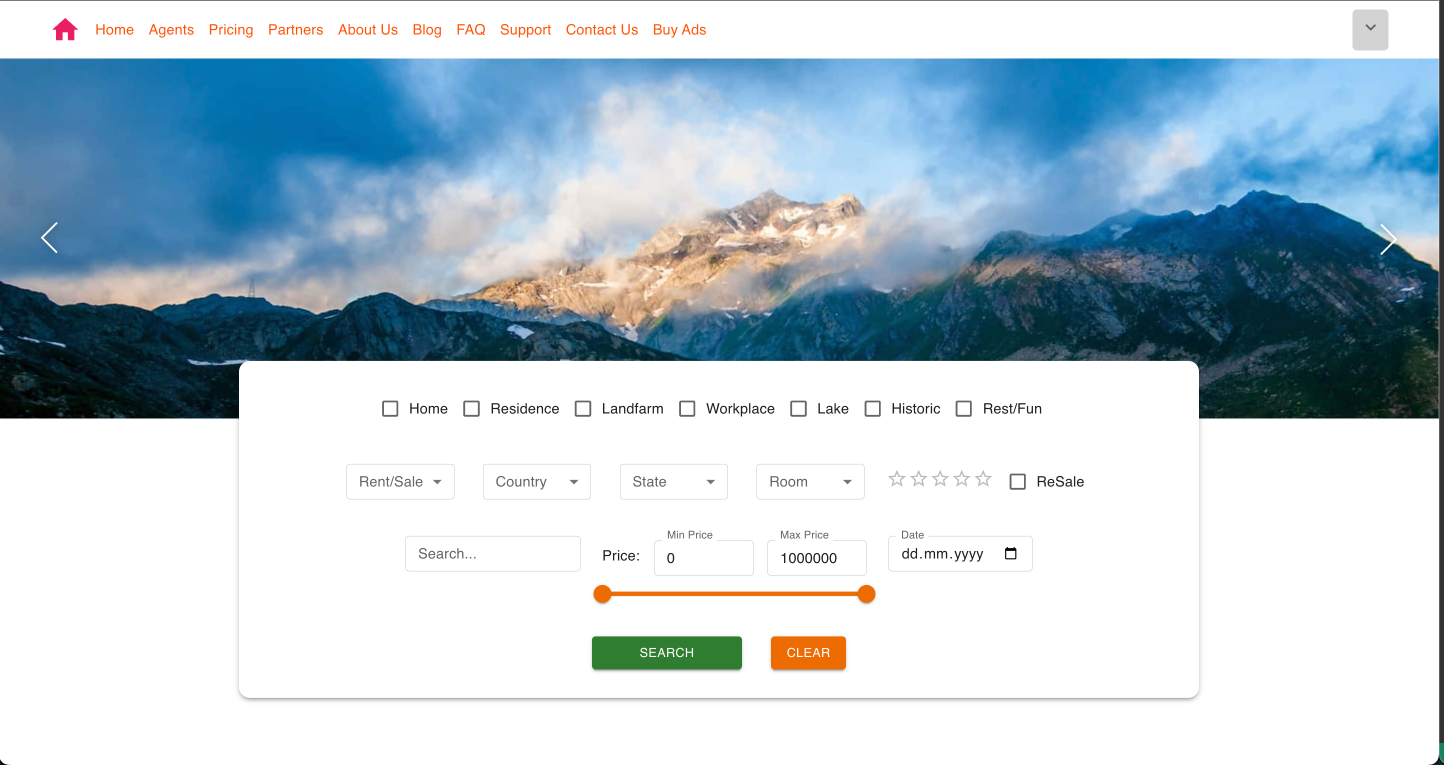 Home Agents Pricing Partners About Us Blog FAQ Support Contact Us Buy Ads
Home Residence Landfarm Workplace Lake Historic Rest/Fun
Rent/Sale Country State Room ReSale
Min Price Max Price Date
Search... Price: 0 1000000 dd.mm.yyyy
SEARCH CLEAR